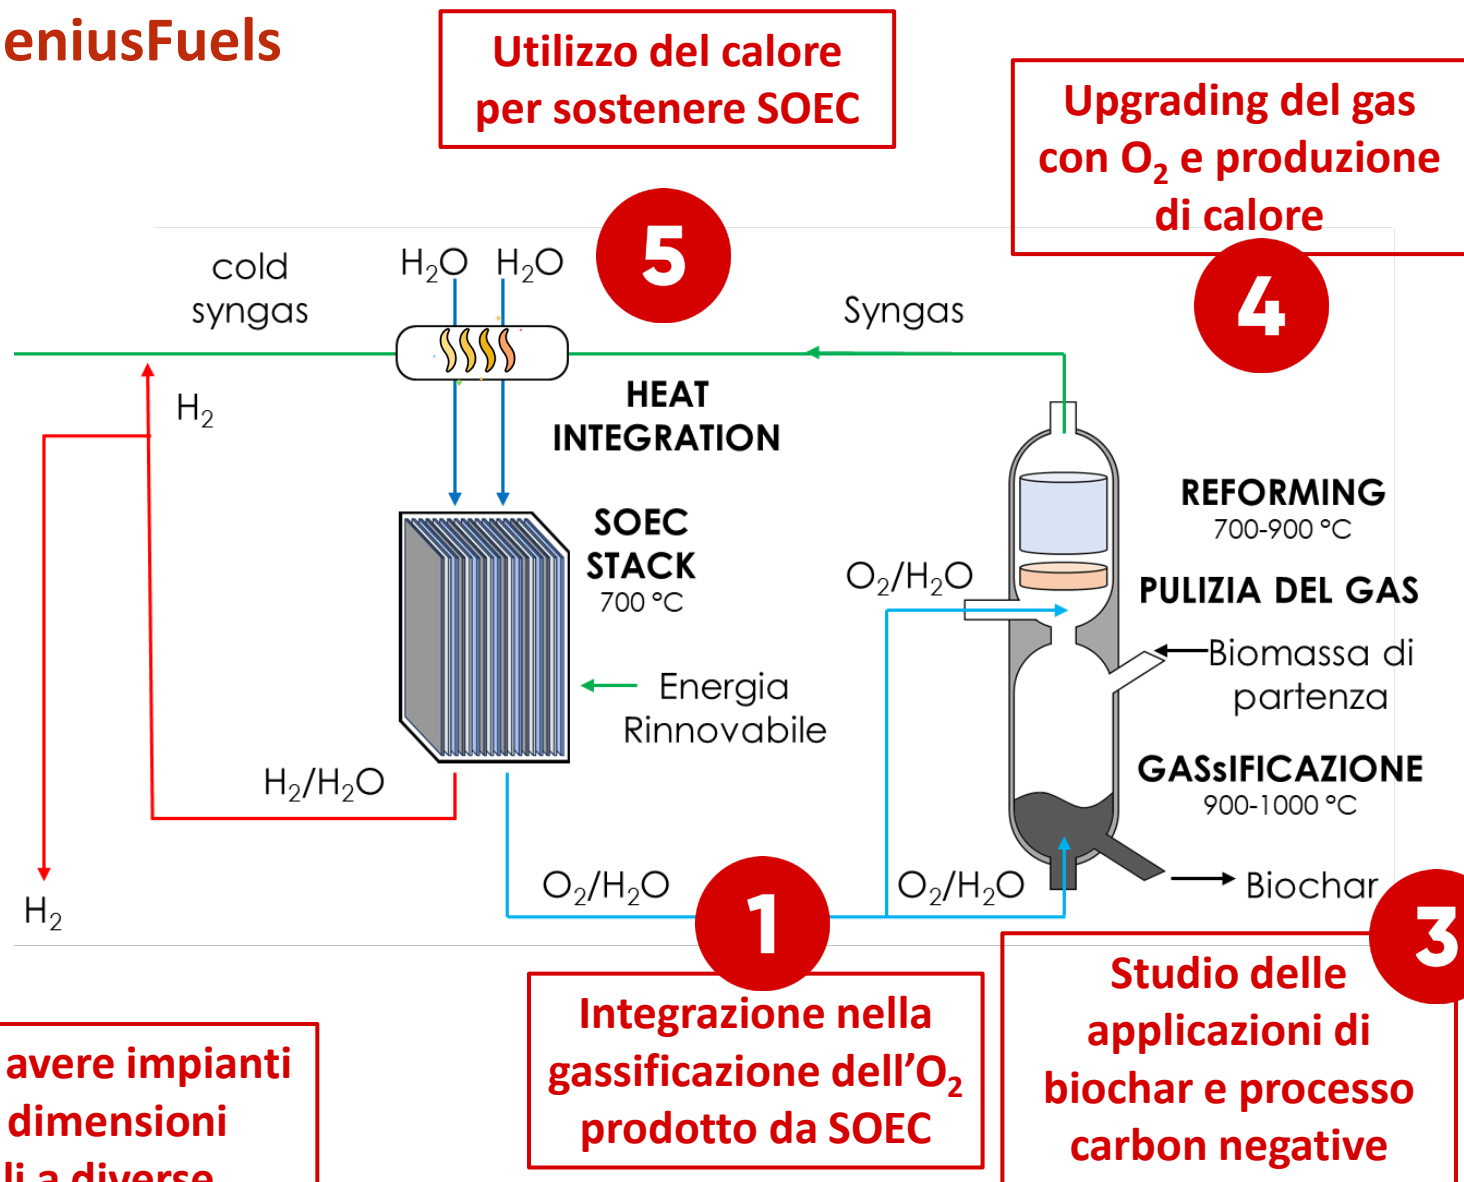 eniusFuels
Utilizzo del calore
per sostenere SOEC
Upgrading del gas
con O₂ e produzione
di calore
5
4
cold
syngas
H₂O H₂O
Syngas
H₂
HEAT
INTEGRATION
SOEC
STACK
700 °C
REFORMING
700-900 °C
O₂/H₂O
PULIZIA DEL GAS
Biomassa di
partenza
Energia
Rinnovabile
GASsIFICAZIONE
900-1000 °C
H₂/H₂O
O₂/H₂O
O₂/H₂O
Biochar
H₂
1
3
Integrazione nella
gassificazione dell’O₂
prodotto da SOEC
Studio delle
applicazioni di
biochar e processo
carbon negative
avere impianti
dimensioni
li a diverse